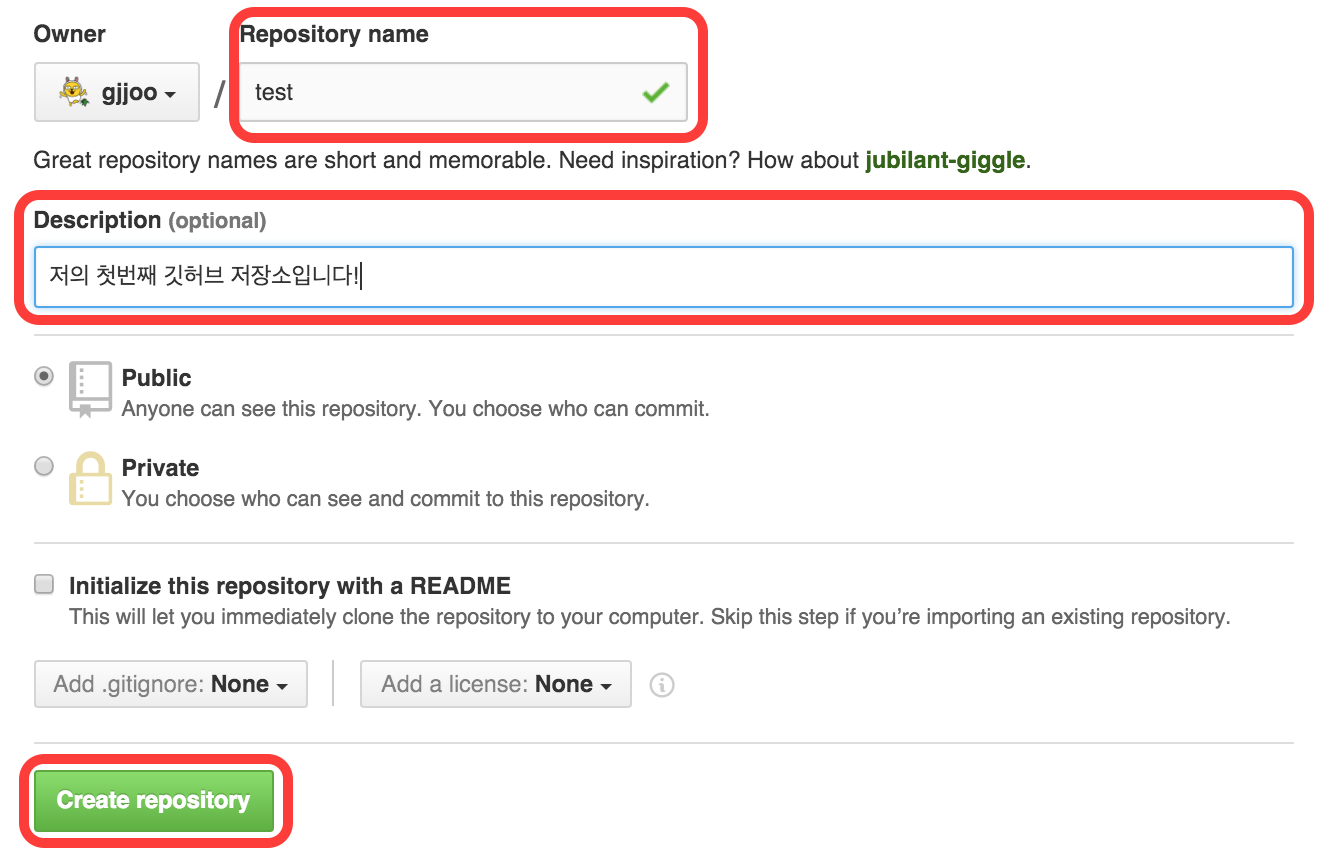 Owner
Repository name
gjjoo
/
test
Great repository names are short and memorable. Need inspiration? How about jubilant-giggle.
Description (optional)
저의 첫번째 깃허브 저장소입니다!
Public
Anyone can see this repository. You choose who can commit.
Private
You choose who can see and commit to this repository.
Initialize this repository with a README
This will let you immediately clone the repository to your computer. Skip this step if you’re importing an existing repository.
Add .gitignore: None
Add a license: None
Create repository